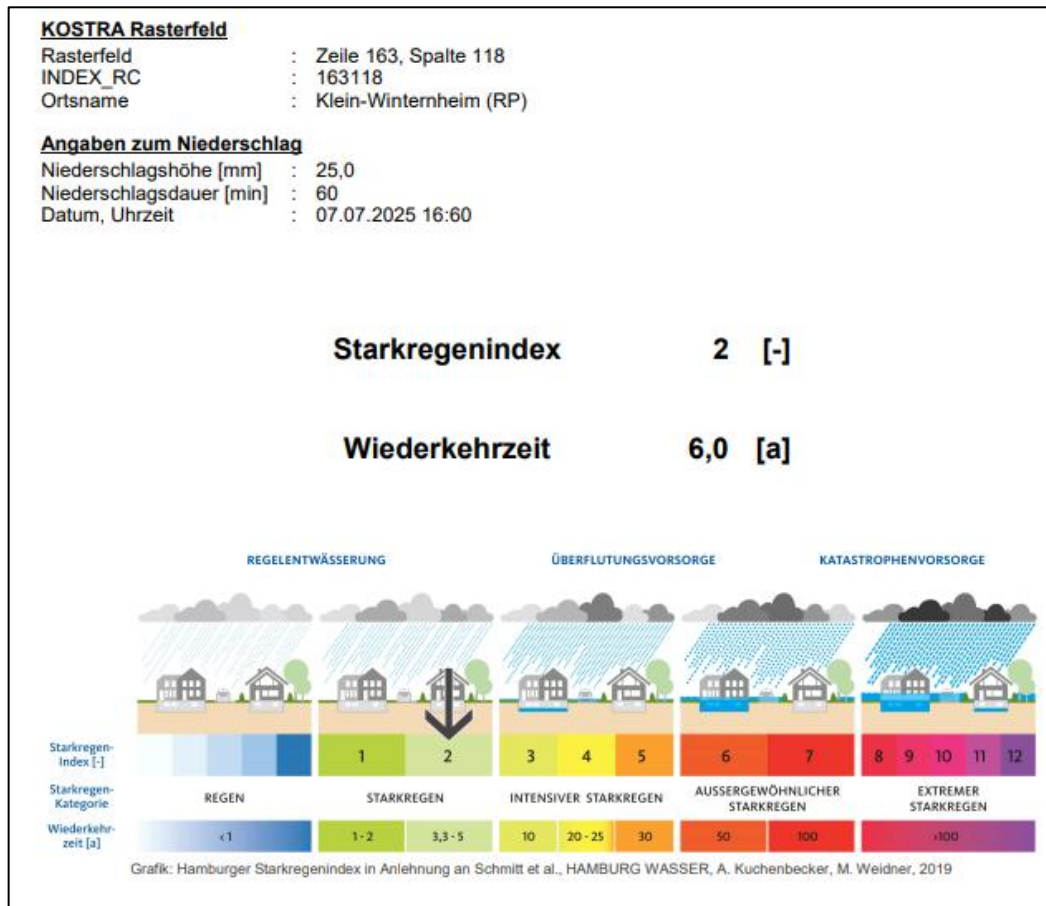 KOSTRA Rasterfeld
Rasterfeld : Zeile 163, Spalte 118
INDEX_RC : 163118
Ortsname : Klein-Winternheim (RP)
Angaben zum Niederschlag
Niederschlagshöhe [mm] : 25,0
Niederschlagsdauer [min] : 60
Datum, Uhrzeit : 07.07.2025 16:60
Starkregenindex 2 [-]
Wiederkehrzeit 6,0 [a]
REGELENTWÄSSERUNG ÜBERFLUTUNGSVORSORGE KATASTROPHENVORSORGE
Starkregen-
Index [-]
1 2 3 4 5 6 7 8 9 10 11 12
Starkregen-
Kategorie
REGEN STARKREGEN INTENSIVER STARKREGEN AUSSERGEWÖHNLICHER
STARKREGEN
EXTREMER
STARKREGEN
Wiederkehr-
zeit [a]
<1 1 - 2 3,3 - 5 10 20 - 25 30 50 100 >100
Grafik: Hamburger Starkregenindex in Anlehnung an Schmitt et al., HAMBURG WASSER, A. Kuchenbecker, M. Weidner, 2019